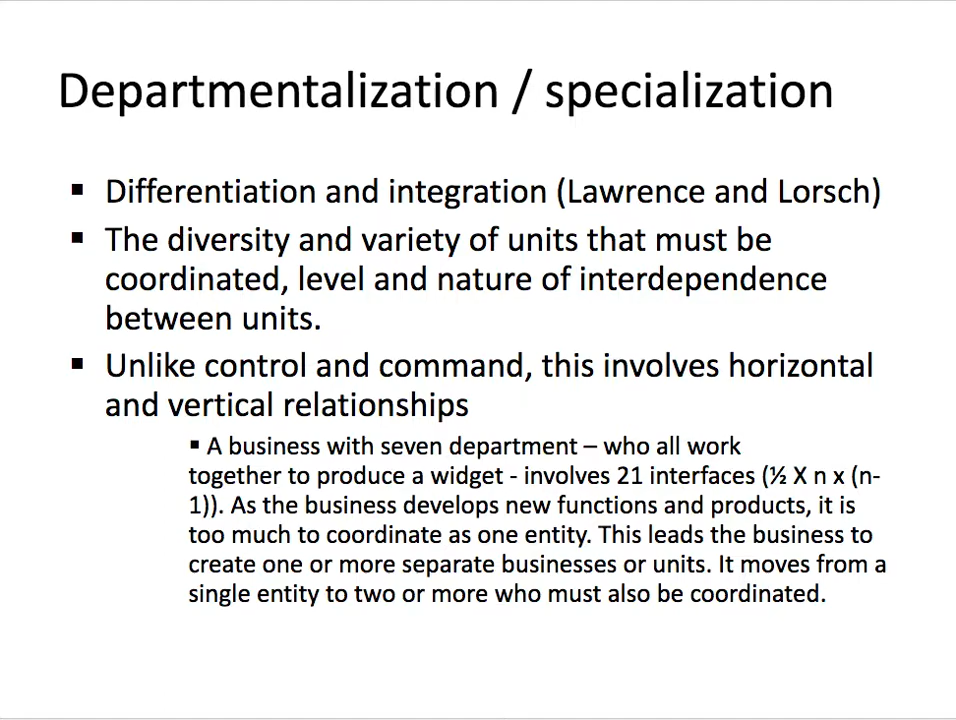 Departmentalization / specialization
▪ Differentiation and integration (Lawrence and Lorsch)
▪ The diversity and variety of units that must be
coordinated, level and nature of interdependence
between units.
▪ Unlike control and command, this involves horizontal
and vertical relationships
▪ A business with seven department – who all work
together to produce a widget - involves 21 interfaces (½ X n x (n-
1)). As the business develops new functions and products, it is
too much to coordinate as one entity. This leads the business to
create one or more separate businesses or units. It moves from a
single entity to two or more who must also be coordinated.